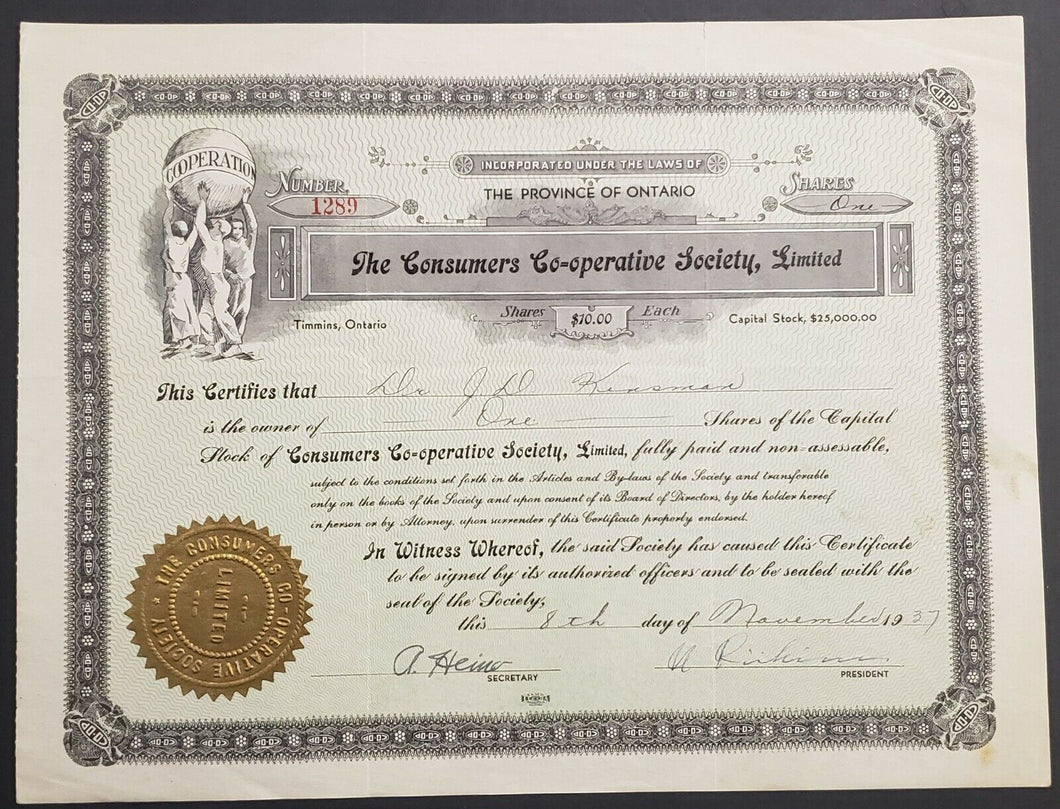 COOPERATION
NUMBER
1289
INCORPORATED UNDER THE LAWS OF
THE PROVINCE OF ONTARIO
SHARES
One
The Consumers Co-operative Society, Limited
Timmins, Ontario
Shares $10.00 Each
Capital Stock, $25,000.00
This Certifies that Dr J D Kinsman
is the owner of One Shares of the Capital
Stock of Consumers Co-operative Society, Limited, fully paid and non-assessable,
subject to the conditions set forth in the Articles and By-laws of the Society and transferable
only on the books of the Society and upon consent of its Board of Directors, by the holder hereof
in person or by Attorney, upon surrender of this Certificate properly endorsed.
In Witness Whereof, the said Society has caused this Certificate
to be signed by its authorized officers and to be sealed with the
seal of the Society,
this 8th day of November 1937
THE CONSUMERS CO-OPERATIVE SOCIETY
LIMITED
A. Heino
SECRETARY
PRESIDENT
CO-OP